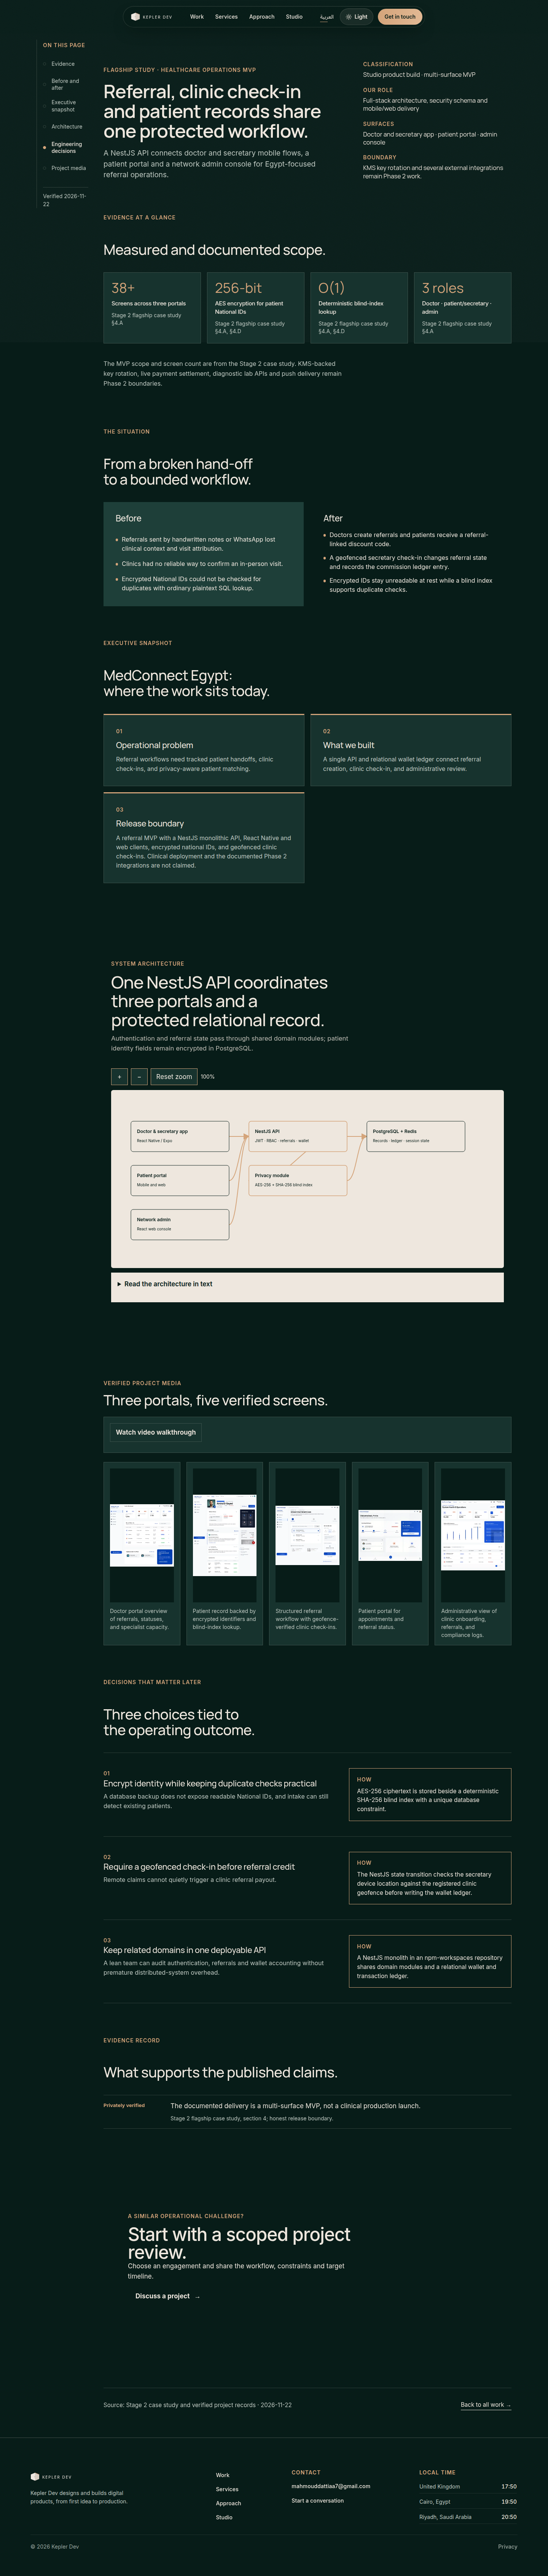 KEPLER DEV
Work
Services
Approach
Studio
العربية
Light
Get in touch
ON THIS PAGE
Evidence
Before and
after
Executive
snapshot
Architecture
Engineering
decisions
Project media
Verified 2026-11-
22
FLAGSHIP STUDY · HEALTHCARE OPERATIONS MVP
Referral, clinic check-in
and patient records share
one protected workflow.
A NestJS API connects doctor and secretary mobile flows, a
patient portal and a network admin console for Egypt-focused
referral operations.
CLASSIFICATION
Studio product build · multi-surface MVP
OUR ROLE
Full-stack architecture, security schema and
mobile/web delivery
SURFACES
Doctor and secretary app · patient portal · admin
console
BOUNDARY
KMS key rotation and several external integrations
remain Phase 2 work.
EVIDENCE AT A GLANCE
Measured and documented scope.
38+
Screens across three portals
Stage 2 flagship case study
§4.A
256-bit
AES encryption for patient
National IDs
Stage 2 flagship case study
§4.A, §4.D
O(1)
Deterministic blind-index
lookup
Stage 2 flagship case study
§4.A, §4.D
3 roles
Doctor · patient/secretary ·
admin
Stage 2 flagship case study
§4.A
The MVP scope and screen count are from the Stage 2 case study. KMS-backed
key rotation, live payment settlement, diagnostic lab APIs and push delivery remain
Phase 2 boundaries.
THE SITUATION
From a broken hand-off
to a bounded workflow.
Before
Referrals sent by handwritten notes or WhatsApp lost
clinical context and visit attribution.
Clinics had no reliable way to confirm an in-person visit.
Encrypted National IDs could not be checked for
duplicates with ordinary plaintext SQL lookup.
After
Doctors create referrals and patients receive a referral-
linked discount code.
A geofenced secretary check-in changes referral state
and records the commission ledger entry.
Encrypted IDs stay unreadable at rest while a blind index
supports duplicate checks.
EXECUTIVE SNAPSHOT
MedConnect Egypt:
where the work sits today.
01
Operational problem
Referral workflows need tracked patient handoffs, clinic
check-ins, and privacy-aware patient matching.
02
What we built
A single API and relational wallet ledger connect referral
creation, clinic check-in, and administrative review.
03
Release boundary
A referral MVP with a NestJS monolithic API, React Native and
web clients, encrypted national IDs, and geofenced clinic
check-ins. Clinical deployment and the documented Phase 2
integrations are not claimed.
SYSTEM ARCHITECTURE
One NestJS API coordinates
three portals and a
protected relational record.
Authentication and referral state pass through shared domain modules; patient
identity fields remain encrypted in PostgreSQL.
+
−
Reset zoom
100%
Doctor & secretary app
React Native / Expo
NestJS API
JWT · RBAC · referrals · wallet
PostgreSQL + Redis
Records · ledger · session state
Patient portal
Mobile and web
Privacy module
AES-256 + SHA-256 blind index
Network admin
React web console
Read the architecture in text
VERIFIED PROJECT MEDIA
Three portals, five verified screens.
Watch video walkthrough
Doctor portal overview
of referrals, statuses,
and specialist capacity.
Patient record backed by
encrypted identifiers and
blind-index lookup.
Structured referral
workflow with geofence-
verified clinic check-ins.
Patient portal for
appointments and
referral status.
Administrative view of
clinic onboarding,
referrals, and
compliance logs.
DECISIONS THAT MATTER LATER
Three choices tied to
the operating outcome.
01
Encrypt identity while keeping duplicate checks practical
A database backup does not expose readable National IDs, and intake can still
detect existing patients.
HOW
AES-256 ciphertext is stored beside a deterministic
SHA-256 blind index with a unique database
constraint.
02
Require a geofenced check-in before referral credit
Remote claims cannot quietly trigger a clinic referral payout.
HOW
The NestJS state transition checks the secretary
device location against the registered clinic
geofence before writing the wallet ledger.
03
Keep related domains in one deployable API
A lean team can audit authentication, referrals and wallet accounting without
premature distributed-system overhead.
HOW
A NestJS monolith in an npm-workspaces repository
shares domain modules and a relational wallet and
transaction ledger.
EVIDENCE RECORD
What supports the published claims.
Privately verified
The documented delivery is a multi-surface MVP, not a clinical production launch.
Stage 2 flagship case study, section 4; honest release boundary.
A SIMILAR OPERATIONAL CHALLENGE?
Start with a scoped project
review.
Choose an engagement and share the workflow, constraints and target
timeline.
Discuss a project →
Source: Stage 2 case study and verified project records · 2026-11-22
Back to all work →
KEPLER DEV
Kepler Dev designs and builds digital
products, from first idea to production.
Work
Services
Approach
Studio
CONTACT
mahmouddattiaa7@gmail.com
Start a conversation
LOCAL TIME
United Kingdom 17:50
Cairo, Egypt 19:50
Riyadh, Saudi Arabia 20:50
© 2026 Kepler Dev
Privacy